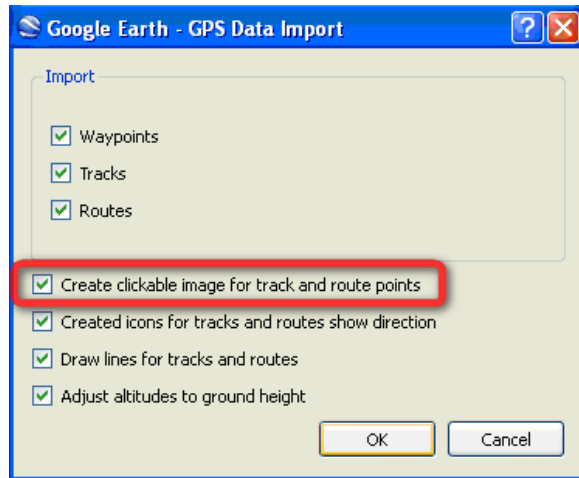 Google Earth - GPS Data Import
Import
Waypoints
Tracks
Routes
Create clickable image for track and route points
Created icons for tracks and routes show direction
Draw lines for tracks and routes
Adjust altitudes to ground height
OK Cancel